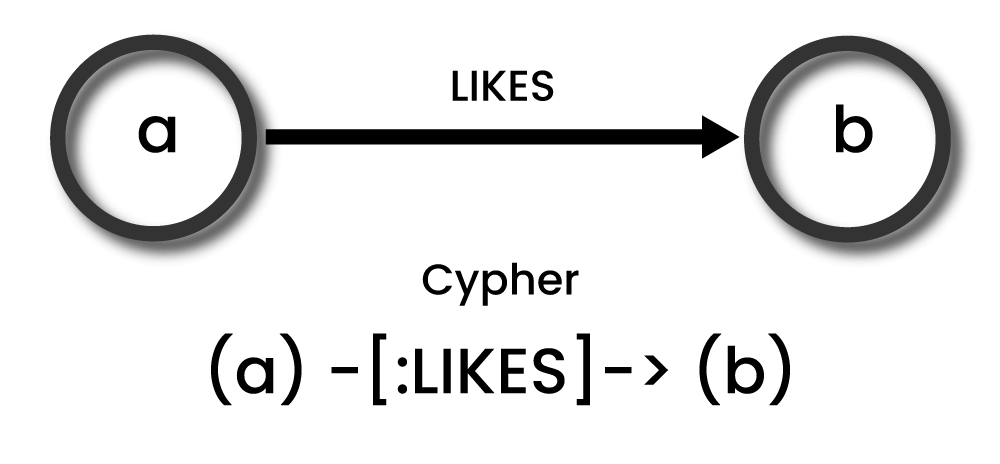 LIKES
a
b
Cypher
(a) -[:LIKES]-> (b)